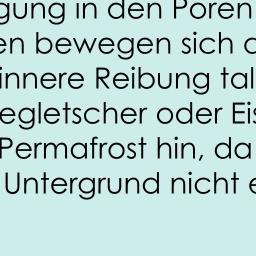 gung in den Poren
en bewegen sich d
innere Reibung tal
egletscher oder Eis
Permafrost hin, da
Untergrund nicht e